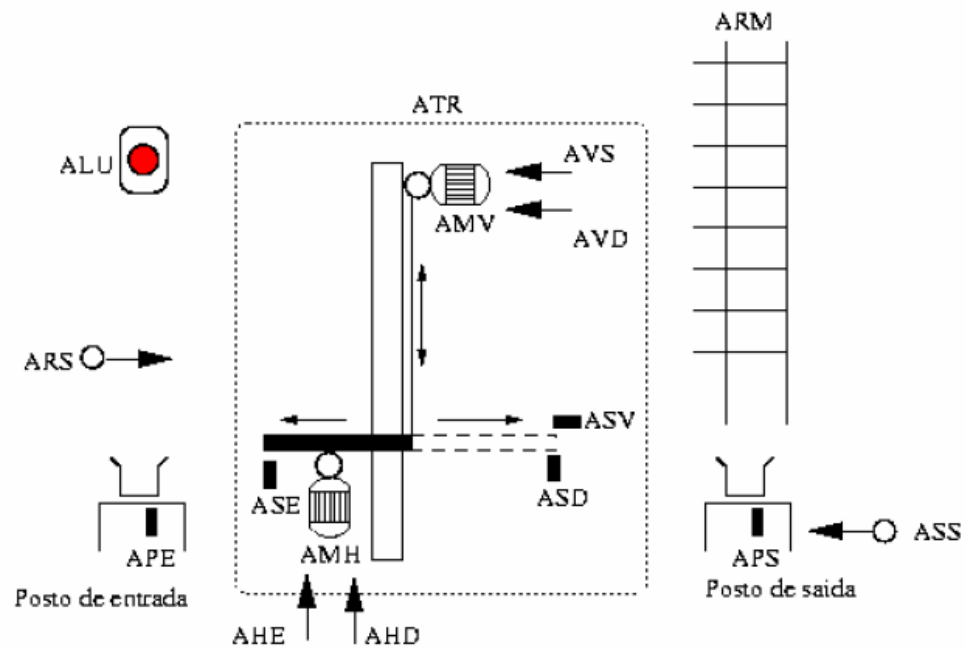 ARM
ATR
ALU
AVS
AMV
AVD
ARS
ASV
ASE
ASD
ASS
APE
AMH
APS
Posto de entrada
Posto de saida
AHE
AHD